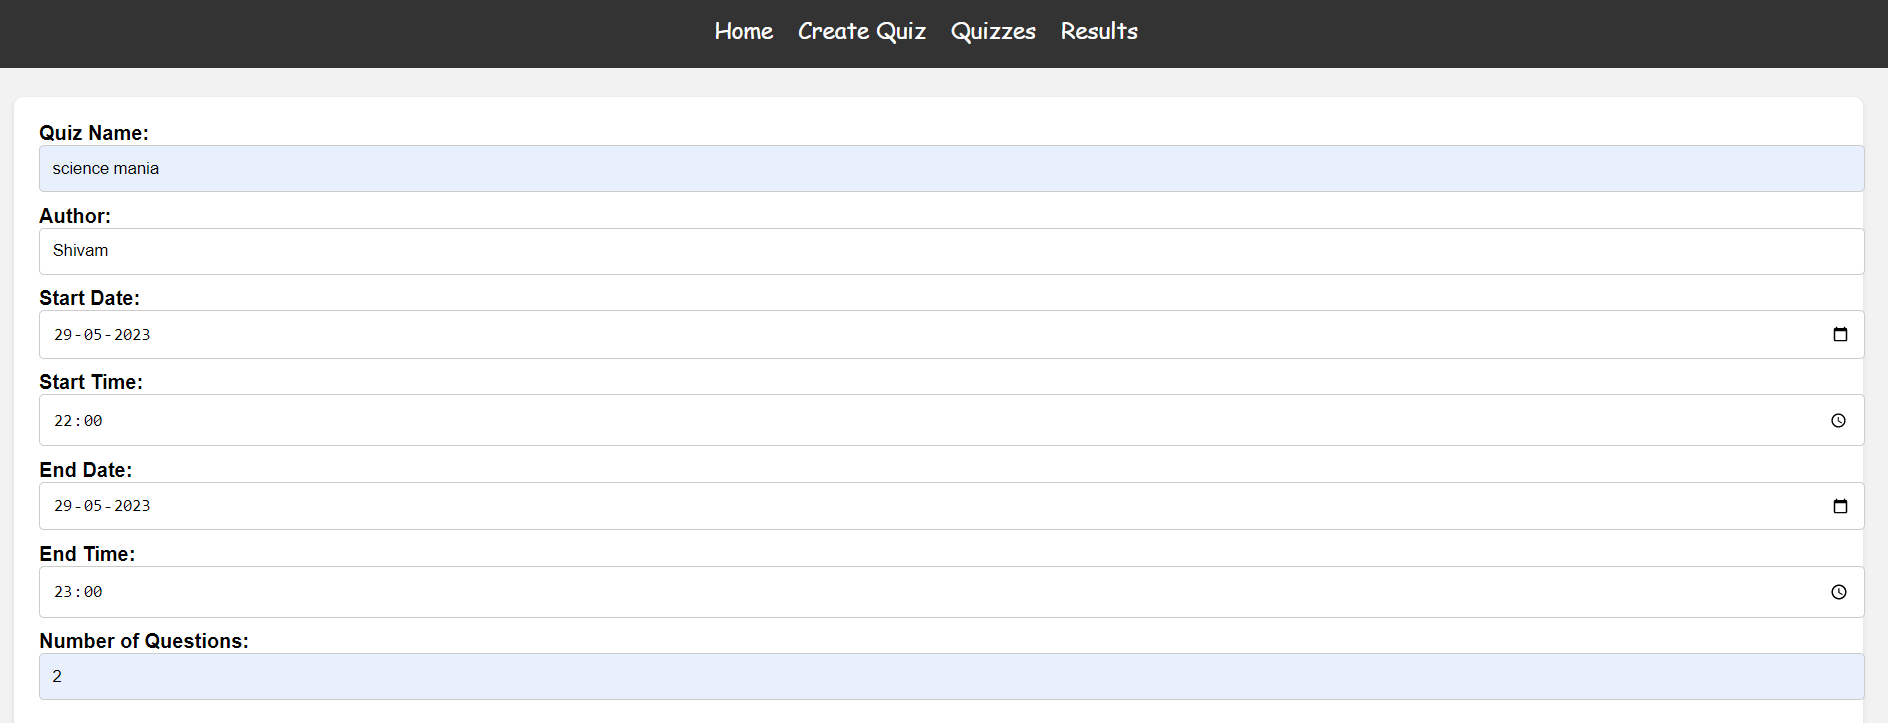 Home Create Quiz Quizzes Results
Quiz Name:
science mania
Author:
Shivam
Start Date:
29-05-2023
Start Time:
22:00
End Date:
29-05-2023
End Time:
23:00
Number of Questions:
2